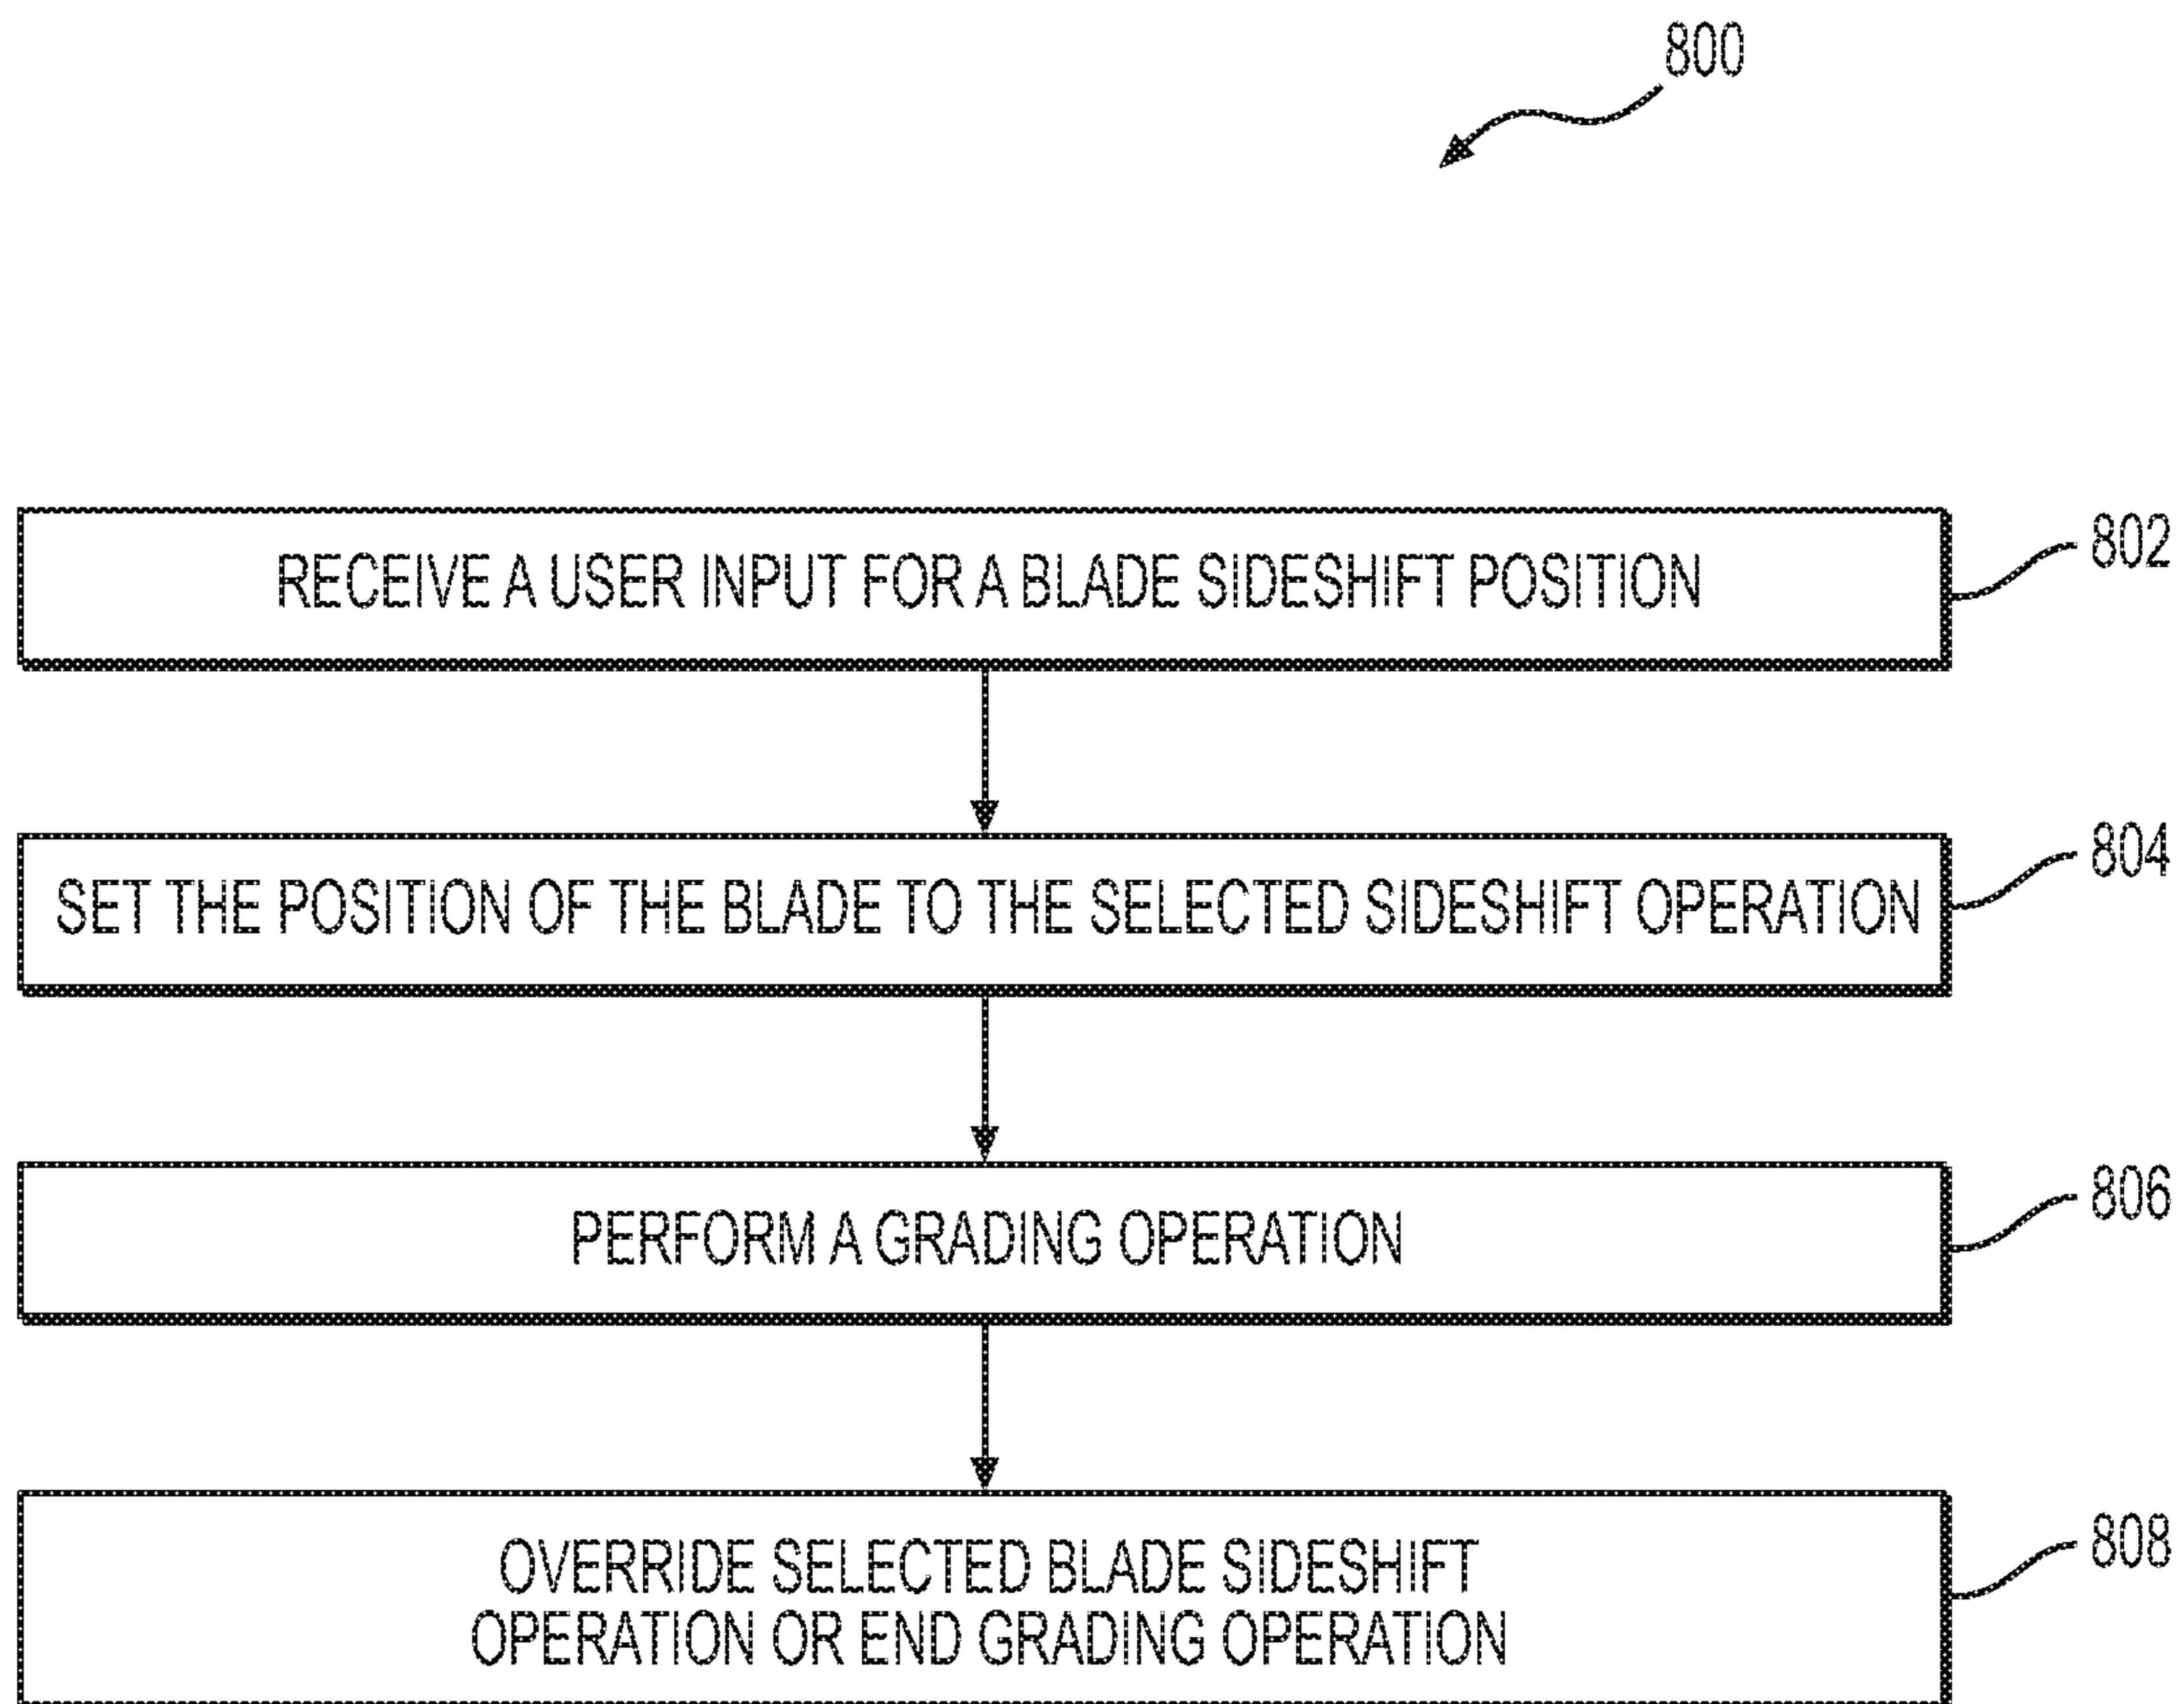 800
RECEIVE A USER INPUT FOR A BLADE SIDESHIFT POSITION
802
SET THE POSITION OF THE BLADE TO THE SELECTED SIDESHIFT OPERATION
804
PERFORM A GRADING OPERATION
806
OVERRIDE SELECTED BLADE SIDESHIFT
OPERATION OR END GRADING OPERATION
808